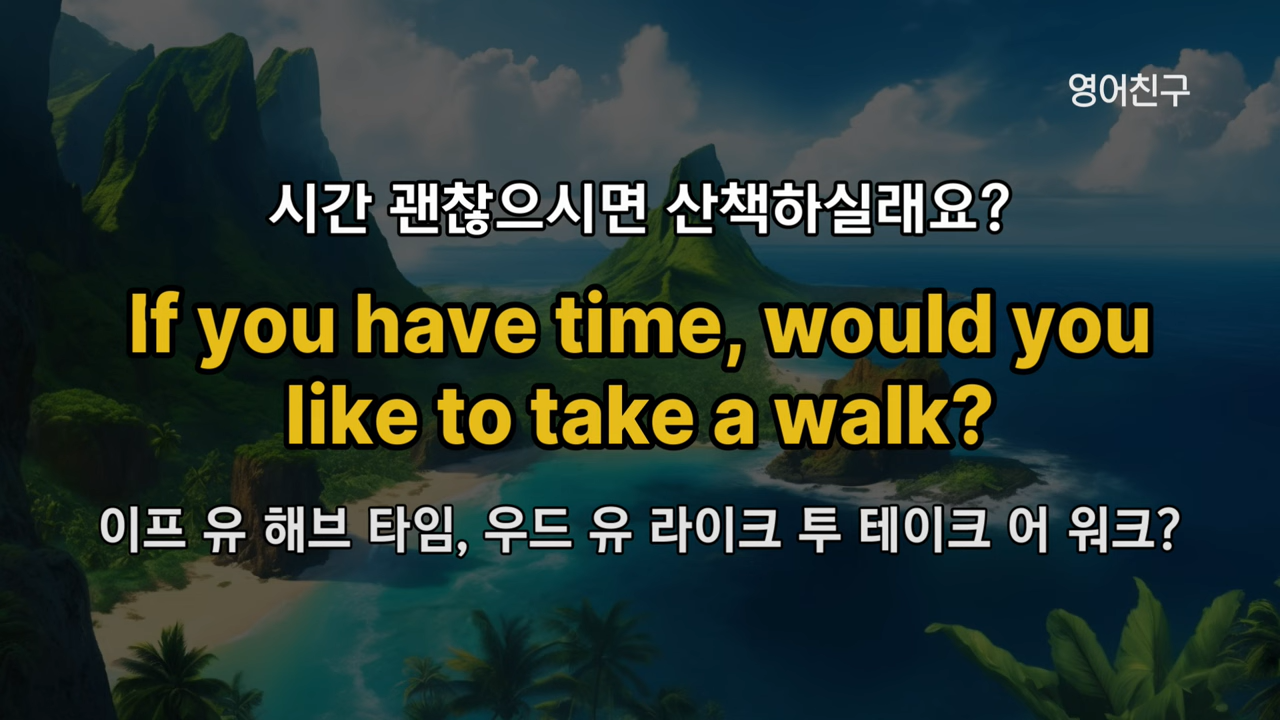 영어친구
시간 괜찮으시면 산책하실래요?
If you have time, would you
like to take a walk?
이프 유 해브 타임, 우드 유 라이크 투 테이크 어 워크?